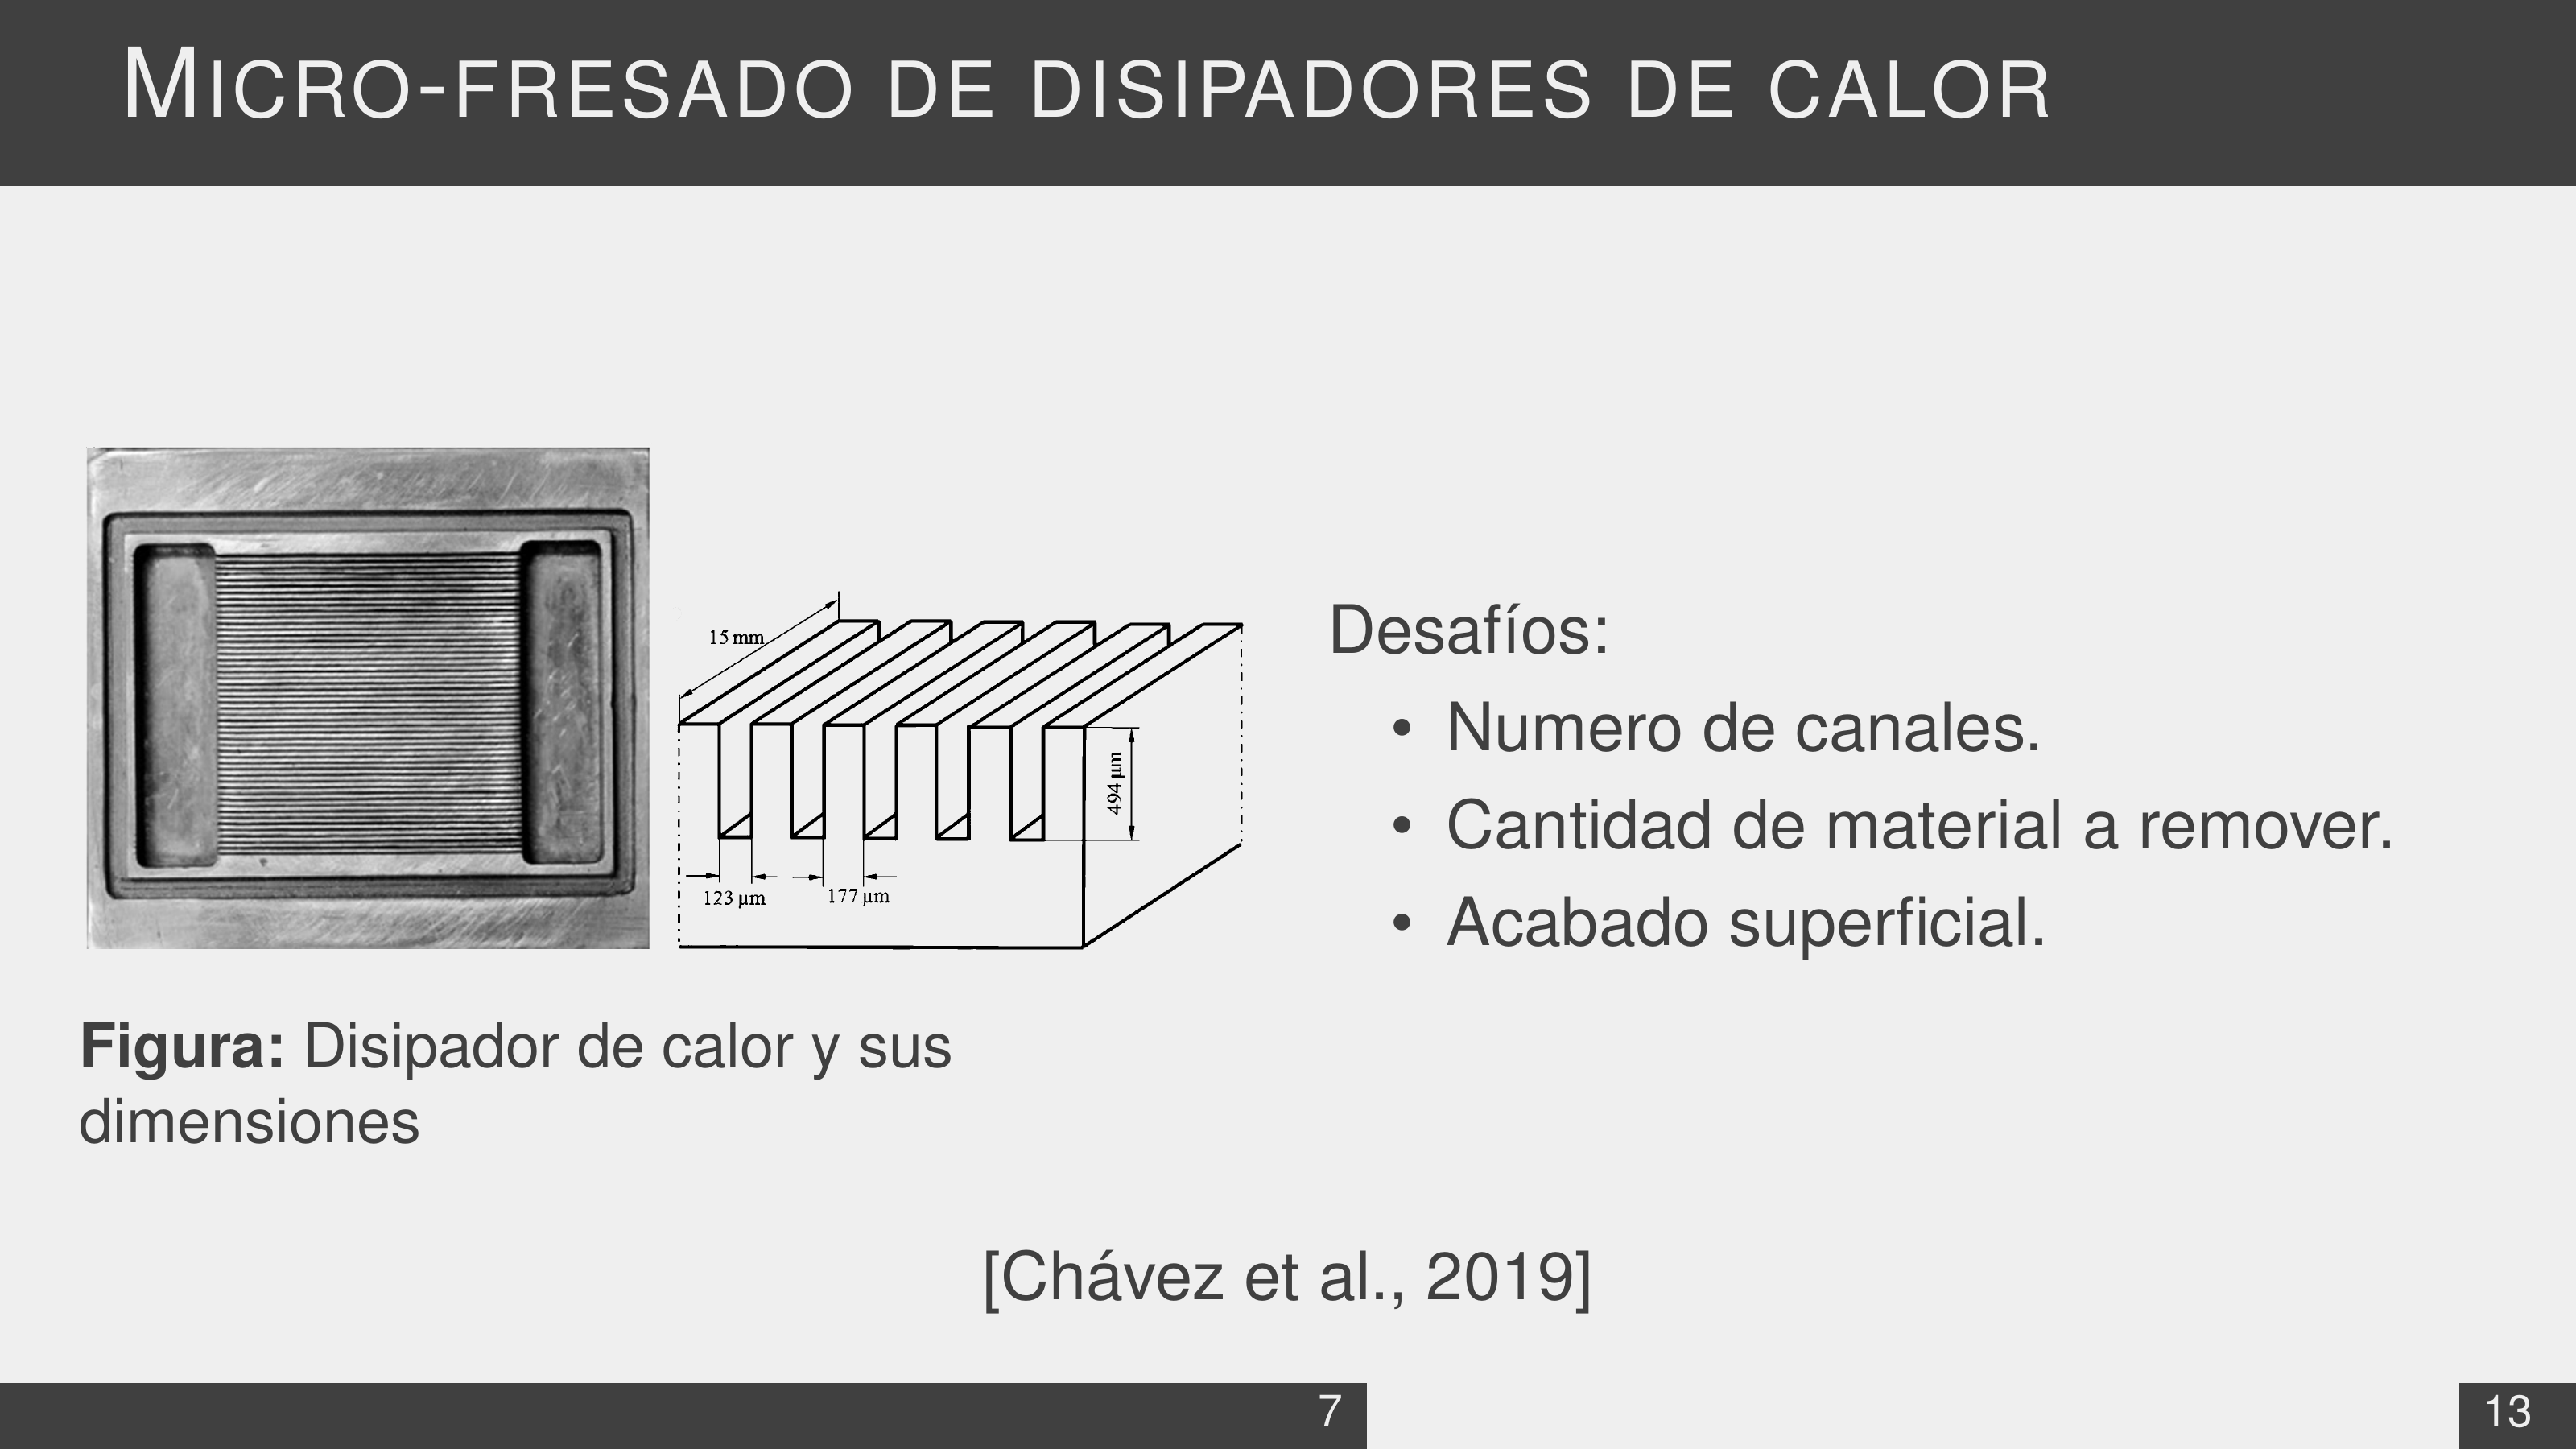 MICRO-FRESADO DE DISIPADORES DE CALOR
15 mm
494 µm
123 µm
177 µm
Figura: Disipador de calor y sus
dimensiones
Desafíos:
• Numero de canales.
• Cantidad de material a remover.
• Acabado superficial.
[Chávez et al., 2019]
7
13